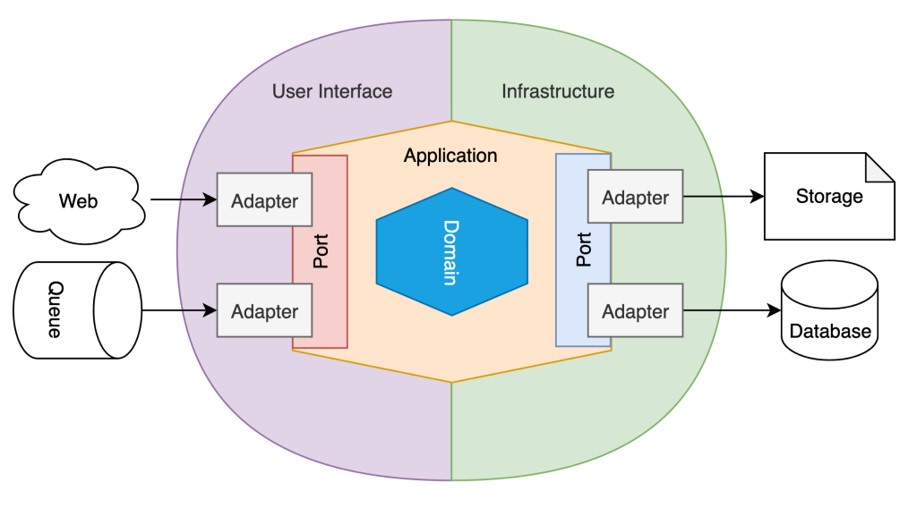 User Interface
Infrastructure
Application
Web
Adapter
Port
Domain
Port
Adapter
Storage
Queue
Adapter
Adapter
Database